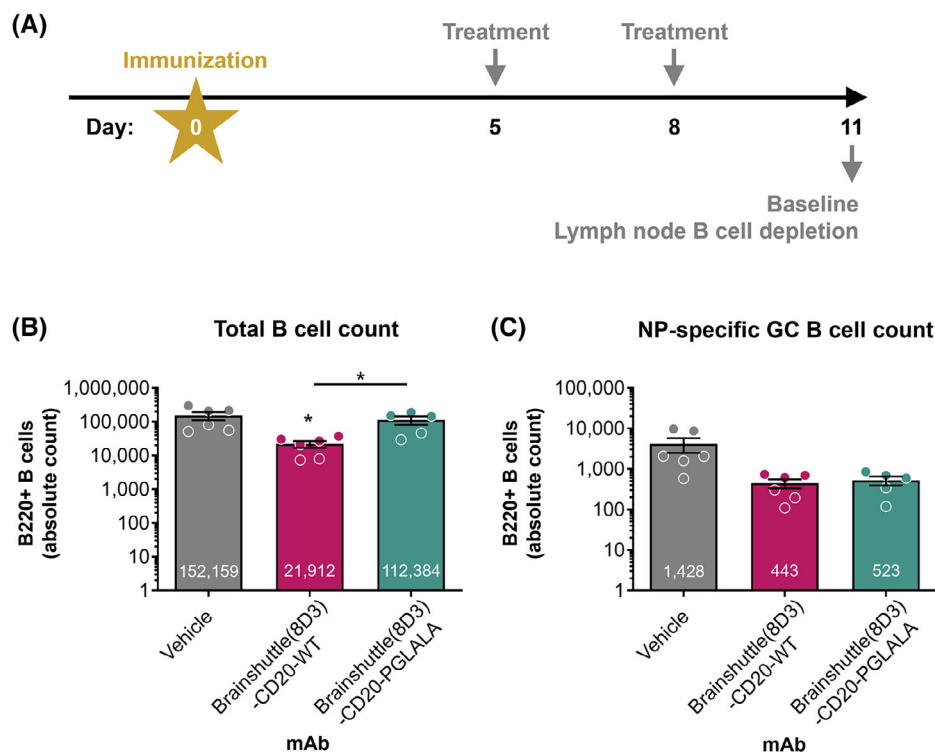 (A)
Immunization
Treatment
Treatment
Day:
0
5
8
11
Baseline
Lymph node B cell depletion
(B)
Total B cell count
B220+ B cells
(absolute count)
1,000,000
100,000
10,000
1,000
100
10
1
*
*
152,159
21,912
112,384
Vehicle
Brainshuttle(8D3)
-CD20-WT
Brainshuttle(8D3)
-CD20-PGLALA
mAb
(C)
NP-specific GC B cell count
B220+ B cells
(absolute count)
100,000
10,000
1,000
100
10
1
1,428
443
523
Vehicle
Brainshuttle(8D3)
-CD20-WT
Brainshuttle(8D3)
-CD20-PGLALA
mAb